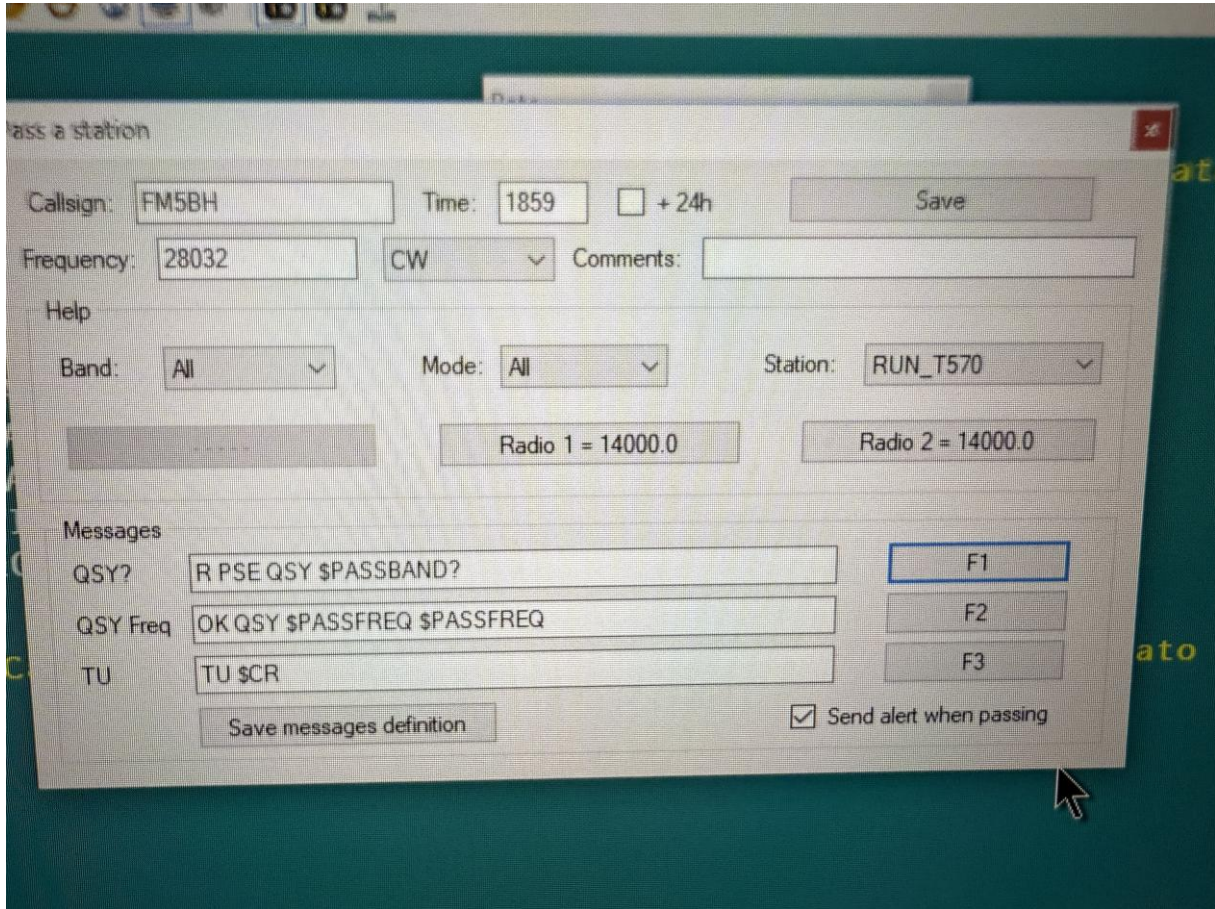 ass a station
Callsign: FM5BH Time: 1859 + 24h Save
Frequency: 28032 CW Comments:
Help
Band: All Mode: All Station: RUN_T570
- - - - -
Radio 1 = 14000.0 Radio 2 = 14000.0
Messages
QSY? R PSE QSY $PASSBAND? F1
QSY Freq OK QSY $PASSFREQ $PASSFREQ F2
TU TU $CR F3
ato
Save messages definition Send alert when passing